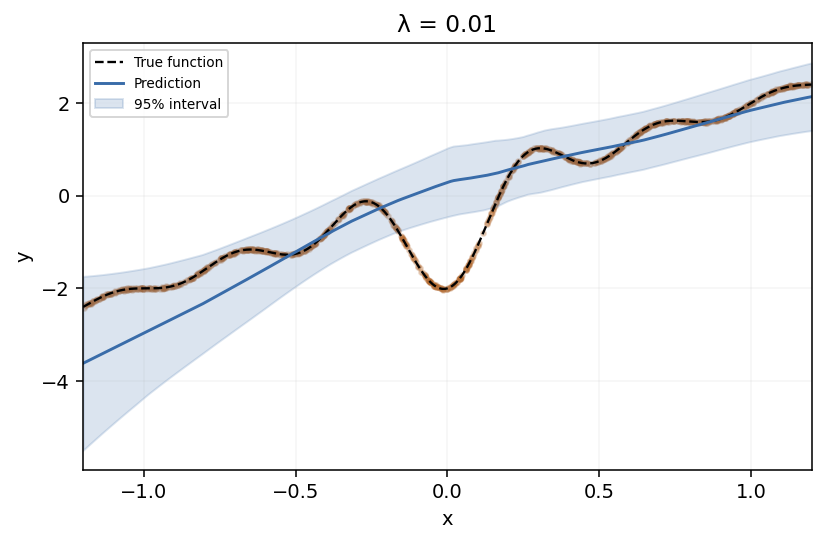 λ = 0.01
True function
Prediction
95% interval
y
2
0
−2
−4
−1.0 −0.5 0.0 0.5 1.0
x